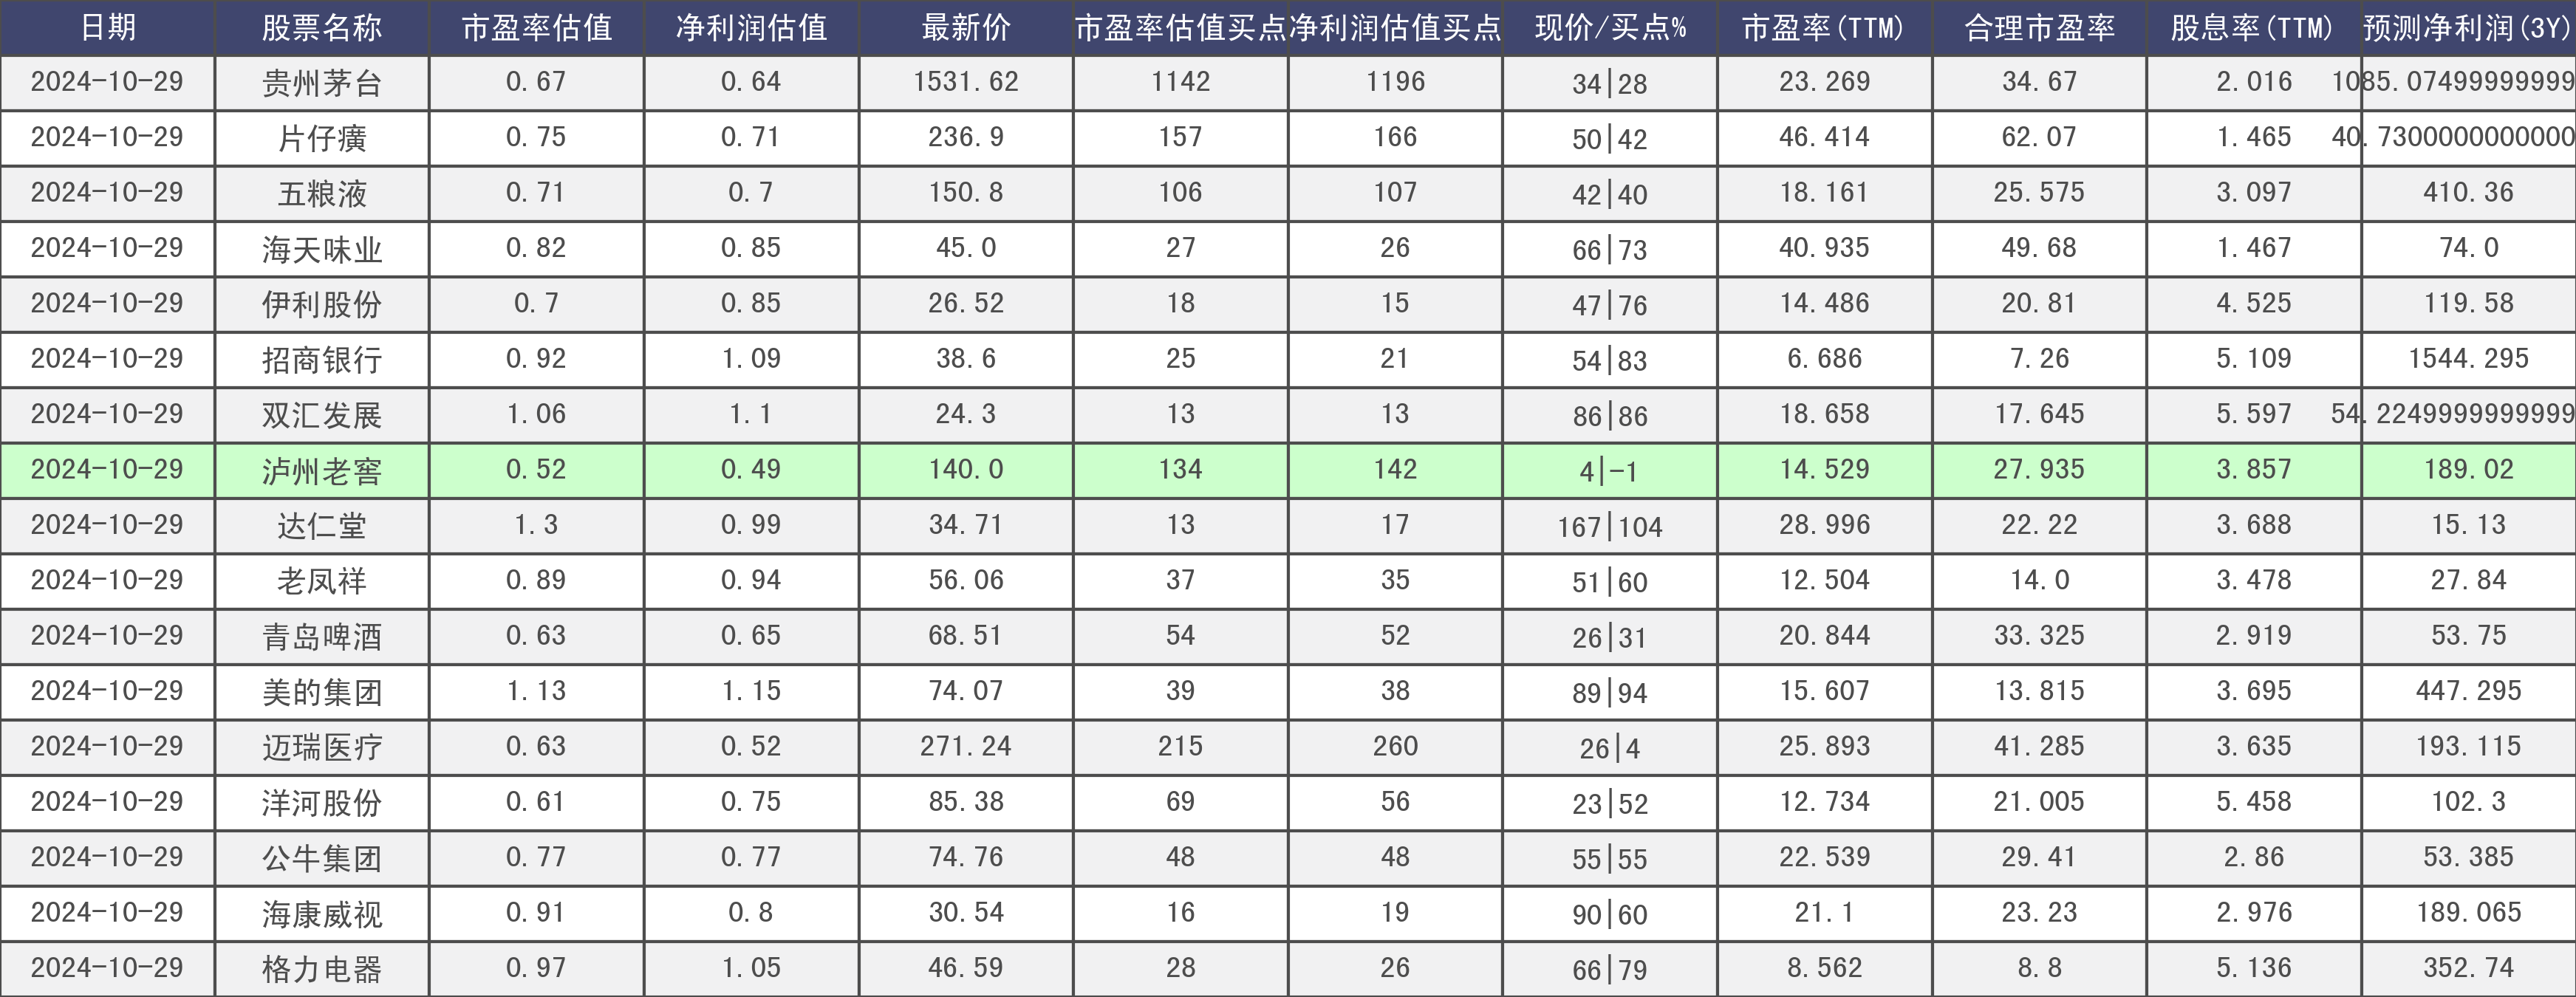 日期 股票名称 市盈率估值 净利润估值 最新价 市盈率估值买点 净利润估值买点 现价/买点% 市盈率(TTM) 合理市盈率 股息率(TTM) 预测净利润(3Y)
2024-10-29 贵州茅台 0.67 0.64 1531.62 1142 1196 34|28 23.269 34.67 2.016 1085.07499999999
2024-10-29 片仔癀 0.75 0.71 236.9 157 166 50|42 46.414 62.07 1.465 40.7300000000000
2024-10-29 五粮液 0.71 0.7 150.8 106 107 42|40 18.161 25.575 3.097 410.36
2024-10-29 海天味业 0.82 0.85 45.0 27 26 66|73 40.935 49.68 1.467 74.0
2024-10-29 伊利股份 0.7 0.85 26.52 18 15 47|76 14.486 20.81 4.525 119.58
2024-10-29 招商银行 0.92 1.09 38.6 25 21 54|83 6.686 7.26 5.109 1544.295
2024-10-29 双汇发展 1.06 1.1 24.3 13 13 86|86 18.658 17.645 5.597 54.2249999999999
2024-10-29 泸州老窖 0.52 0.49 140.0 134 142 4|-1 14.529 27.935 3.857 189.02
2024-10-29 达仁堂 1.3 0.99 34.71 13 17 167|104 28.996 22.22 3.688 15.13
2024-10-29 老凤祥 0.89 0.94 56.06 37 35 51|60 12.504 14.0 3.478 27.84
2024-10-29 青岛啤酒 0.63 0.65 68.51 54 52 26|31 20.844 33.325 2.919 53.75
2024-10-29 美的集团 1.13 1.15 74.07 39 38 89|94 15.607 13.815 3.695 447.295
2024-10-29 迈瑞医疗 0.63 0.52 271.24 215 260 26|4 25.893 41.285 3.635 193.115
2024-10-29 洋河股份 0.61 0.75 85.38 69 56 23|52 12.734 21.005 5.458 102.3
2024-10-29 公牛集团 0.77 0.77 74.76 48 48 55|55 22.539 29.41 2.86 53.385
2024-10-29 海康威视 0.91 0.8 30.54 16 19 90|60 21.1 23.23 2.976 189.065
2024-10-29 格力电器 0.97 1.05 46.59 28 26 66|79 8.562 8.8 5.136 352.74